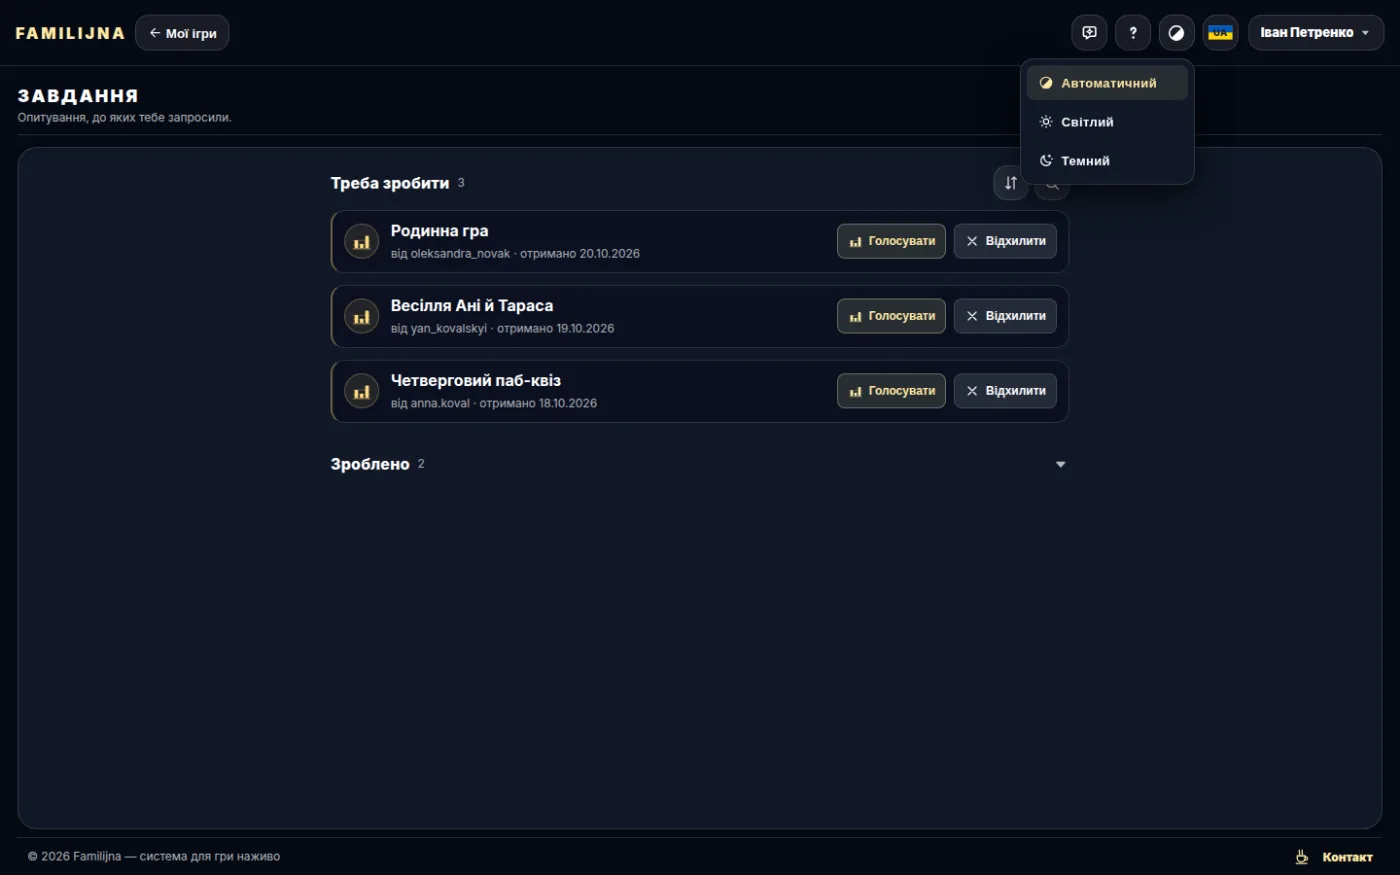 FAMILIJNA
← Мої ігри
?
UA
Іван Петренко
Автоматичний
Світлий
Темний
ЗАВДАННЯ
Опитування, до яких тебе запросили.
Треба зробити 3
Родинна гра
від oleksandra_novak · отримано 20.10.2026
Голосувати
Відхилити
Весілля Ані й Тараса
від yan_kovalskyi · отримано 19.10.2026
Голосувати
Відхилити
Четверговий паб-квіз
від anna.koval · отримано 18.10.2026
Голосувати
Відхилити
Зроблено 2
© 2026 Familijna — система для гри наживо
Контакт